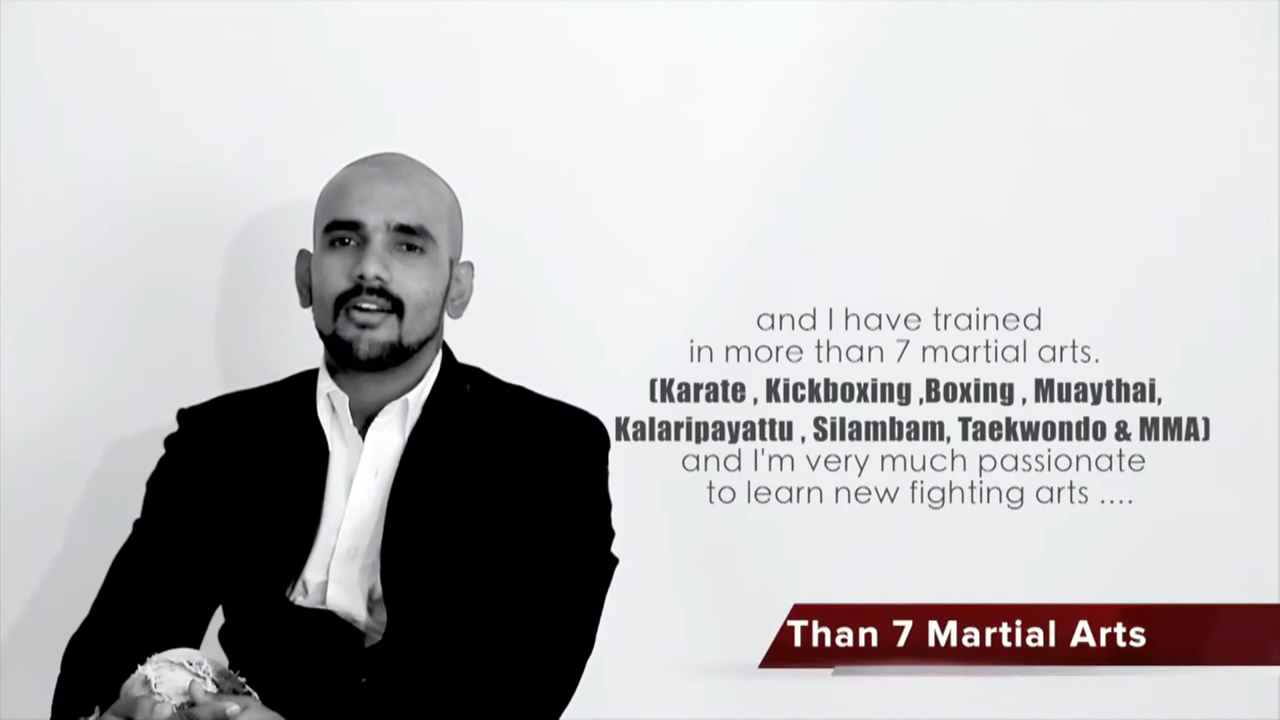 and I have trained
in more than 7 martial arts.
(Karate , Kickboxing ,Boxing , Muaythai,
Kalaripayattu , Silambam, Taekwondo & MMA)
and I'm very much passionate
to learn new fighting arts ....
Than 7 Martial Arts